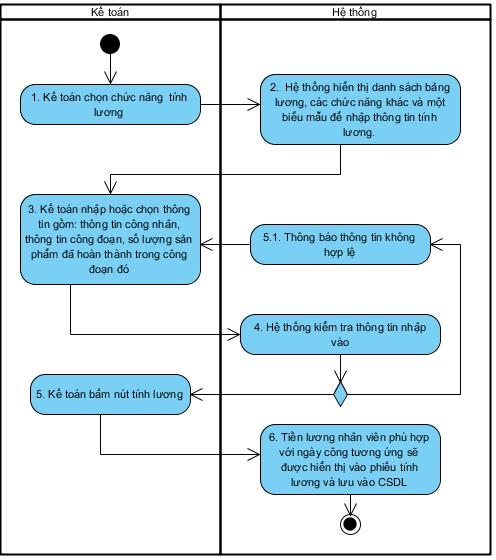 Kế toán
Hệ thống
1. Kế toán chọn chức năng tính
lương
2. Hệ thống hiển thị danh sách bảng
lương, các chức năng khác và một
biểu mẫu để nhập thông tin tính
lương.
3. Kế toán nhập hoặc chọn thông
tin gồm: thông tin công nhân,
thông tin công đoạn, số lượng sản
phẩm đã hoàn thành trong công
đoạn đó
5.1. Thông báo thông tin không
hợp lệ
4. Hệ thống kiểm tra thông tin nhập
vào
5. Kế toán bấm nút tính lương
6. Tiền lương nhân viên phù hợp
với ngày công tương ứng sẽ
được hiển thị vào phiếu tính
lương và lưu vào CSDL